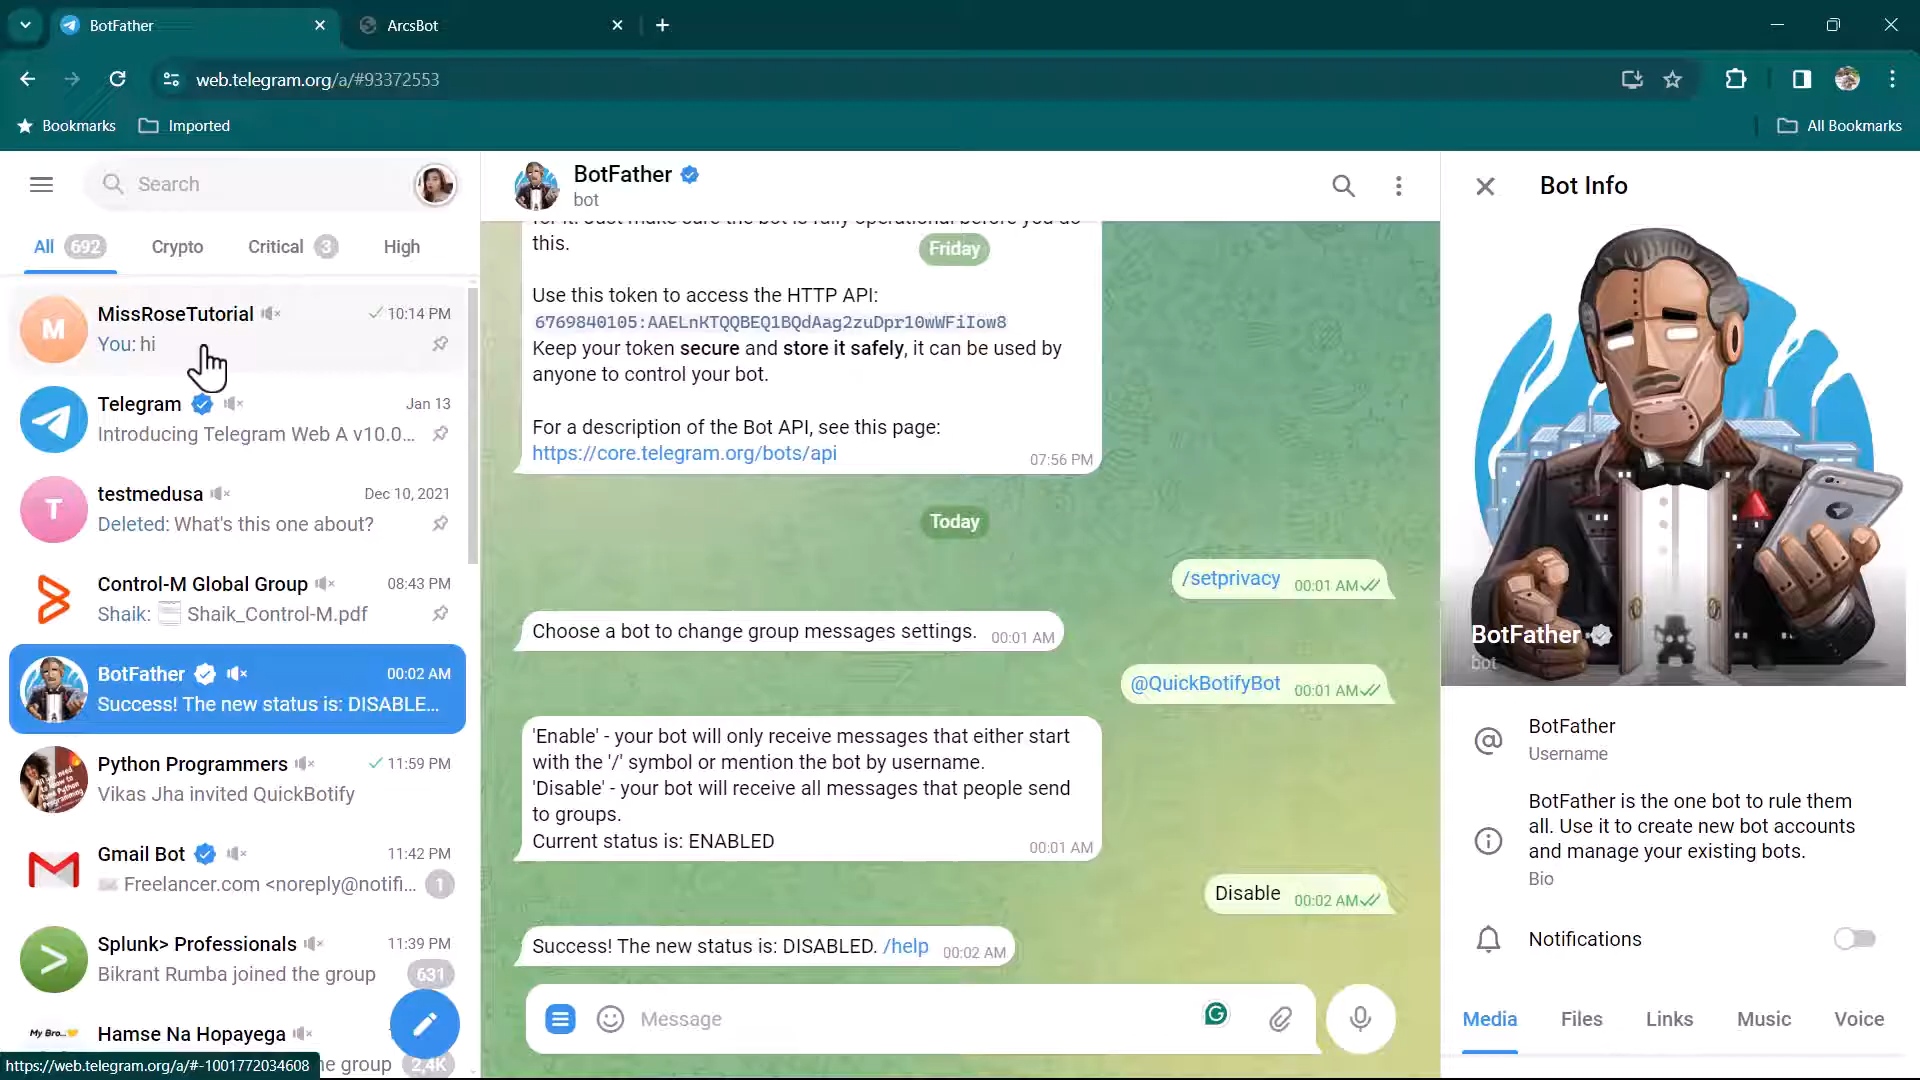 BotFather
ArcsBot
web.telegram.org/a/#93372553
Bookmarks
Imported
All Bookmarks
Search
All 692
Crypto
Critical 3
High
M
MissRoseTutorial
10:14 PM
You: hi
Telegram
Jan 13
Introducing Telegram Web A v10.0...
T
testmedusa
Dec 10, 2021
Deleted: What's this one about?
Control-M Global Group
08:43 PM
Shaik: Shaik_Control-M.pdf
BotFather
00:02 AM
Success! The new status is: DISABLE...
Python Programmers
11:59 PM
Vikas Jha invited QuickBotify
Gmail Bot
11:42 PM
Freelancer.com <noreply@notifi...
1
Splunk> Professionals
11:39 PM
Bikrant Rumba joined the group
631
My Bro...
Hamse Na Hopayega
he group
2,4K
https://web.telegram.org/a/#-1001772034608
BotFather
bot
this.
Friday
Use this token to access the HTTP API:
6769840105:AAELnKTQQBEQ1BQdAag2zuDpr10wWFiIow8
Keep your token secure and store it safely, it can be used by
anyone to control your bot.
For a description of the Bot API, see this page:
https://core.telegram.org/bots/api
07:56 PM
Today
/setprivacy 00:01 AM
Choose a bot to change group messages settings. 00:01 AM
@QuickBotifyBot 00:01 AM
'Enable' - your bot will only receive messages that either start
with the '/' symbol or mention the bot by username.
'Disable' - your bot will receive all messages that people send
to groups.
Current status is: ENABLED
00:01 AM
Disable 00:02 AM
Success! The new status is: DISABLED. /help 00:02 AM
Message
Bot Info
BotFather
bot
BotFather
Username
BotFather is the one bot to rule them
all. Use it to create new bot accounts
and manage your existing bots.
Bio
Notifications
Media
Files
Links
Music
Voice